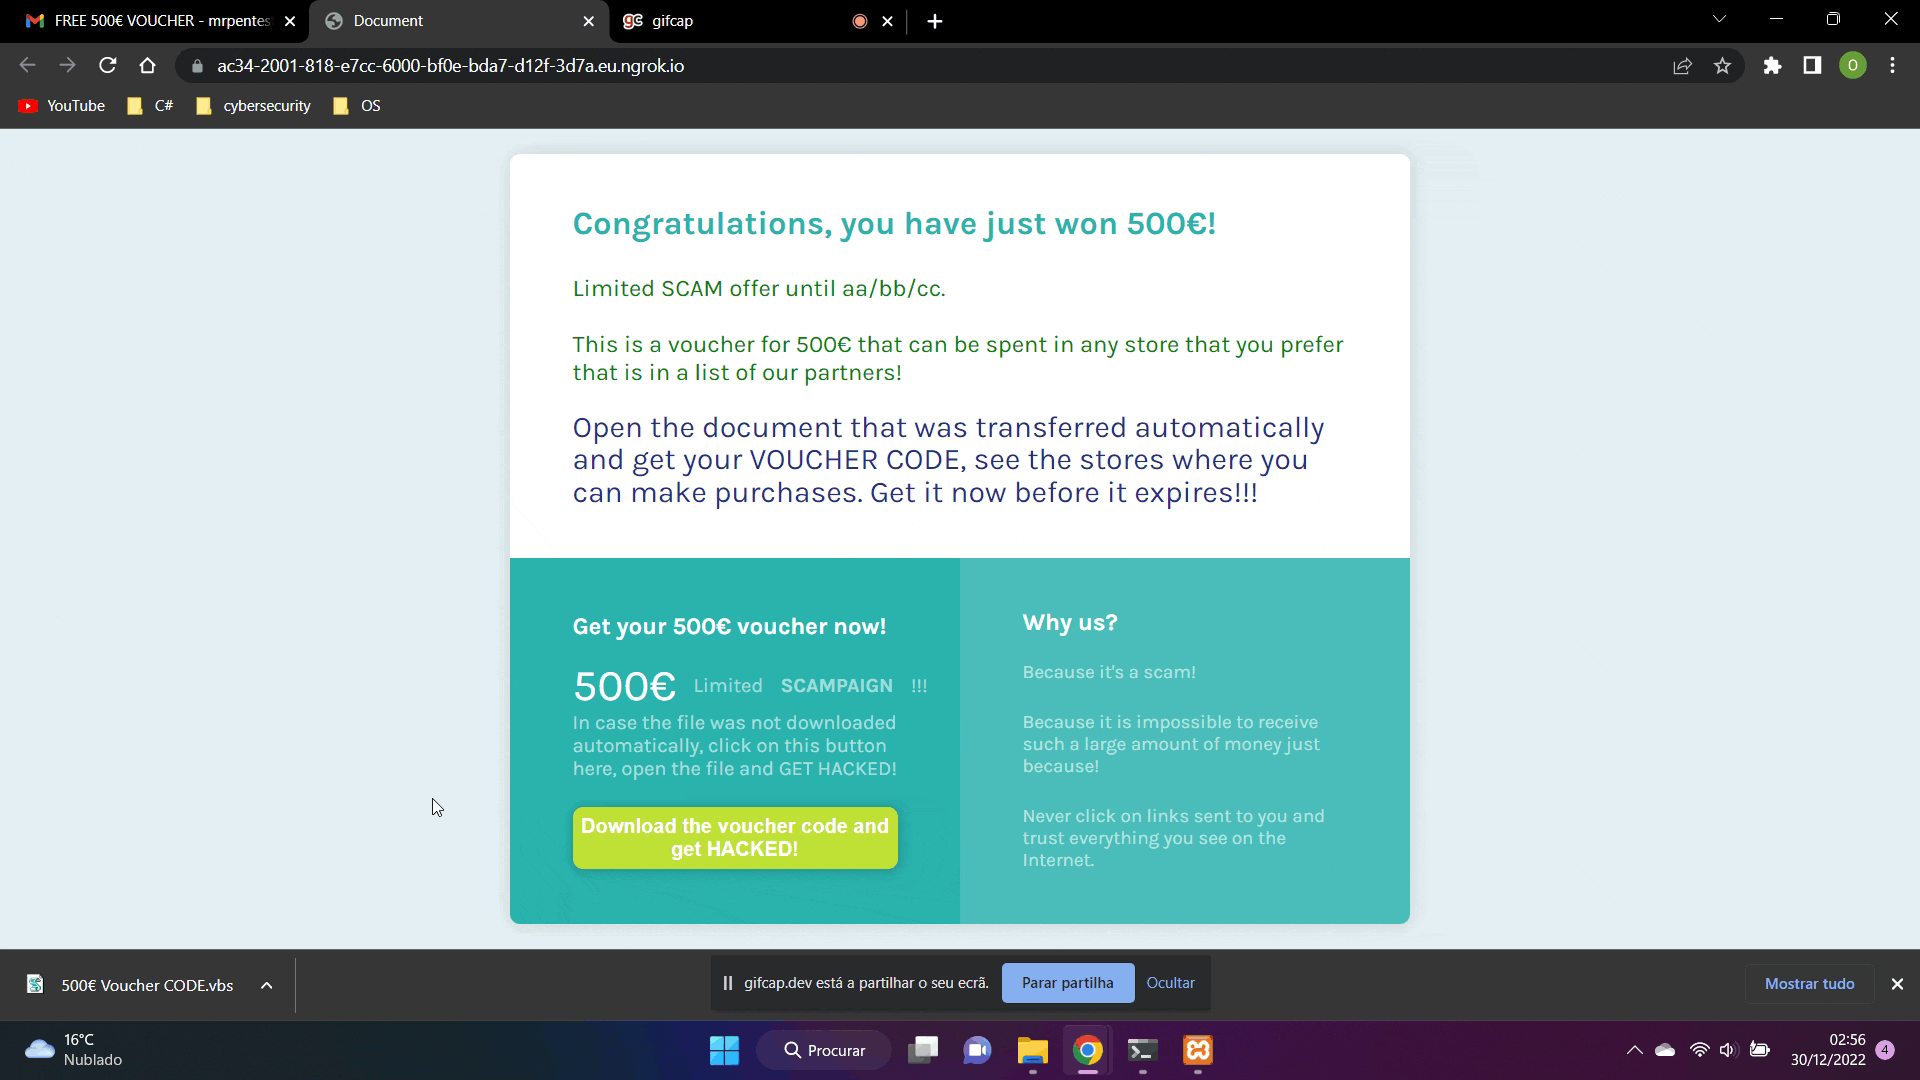 FREE 500€ VOUCHER - mrpentes
Document
gifcap
ac34-2001-818-e7cc-6000-bf0e-bda7-d12f-3d7a.eu.ngrok.io
O
YouTube
C#
cybersecurity
OS
Congratulations, you have just won 500€!
Limited SCAM offer until aa/bb/cc.
This is a voucher for 500€ that can be spent in any store that you prefer
that is in a list of our partners!
Open the document that was transferred automatically
and get your VOUCHER CODE, see the stores where you
can make purchases. Get it now before it expires!!!
Get your 500€ voucher now!
500€ Limited SCAMPAIGN !!!
In case the file was not downloaded
automatically, click on this button
here, open the file and GET HACKED!
Download the voucher code and
get HACKED!
Why us?
Because it's a scam!
Because it is impossible to receive
such a large amount of money just
because!
Never click on links sent to you and
trust everything you see on the
Internet.
500€ Voucher CODE.vbs
gifcap.dev está a partilhar o seu ecrã.
Parar partilha
Ocultar
Mostrar tudo
16°C
Nublado
Procurar
02:56
30/12/2022
4